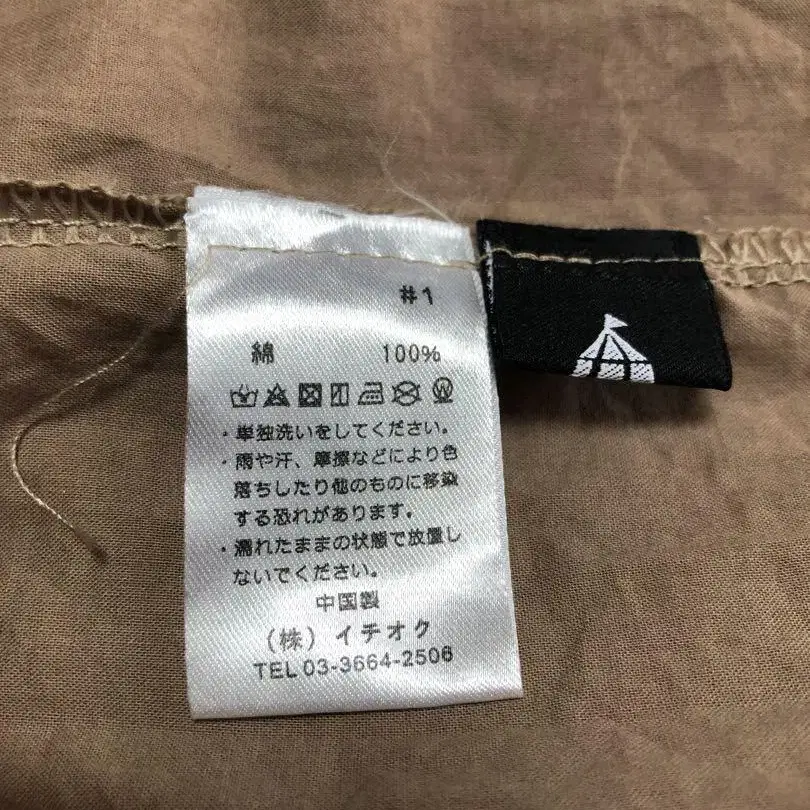 #1
綿 100%
・単独洗いをしてください。
・雨や汗、摩擦などにより色
落ちしたり他のものに移染
する恐れがあります。
・濡れたままの状態で放置し
ないでください。
中国製
(株)イチオク
TEL 03-3664-2506